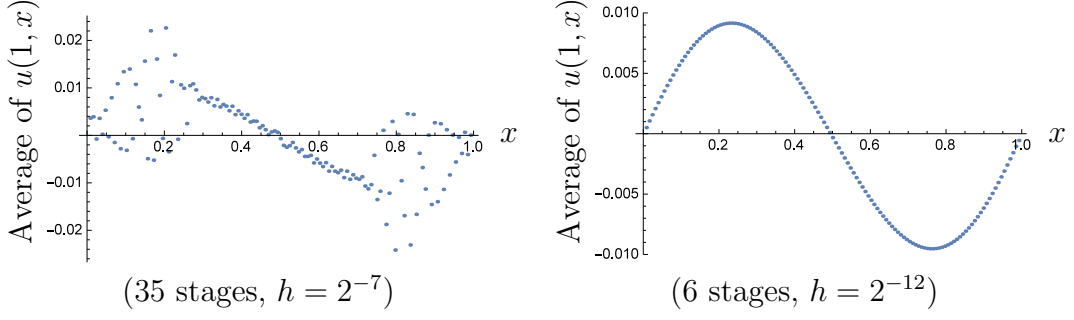 Average of u(1, x)
0.02
0.01
-0.01
-0.02
0.2 0.4 0.6 0.8 1.0
x
(35 stages, h = 2^{-7})
Average of u(1, x)
0.010
0.005
-0.005
-0.010
0.2 0.4 0.6 0.8 1.0
x
(6 stages, h = 2^{-12})